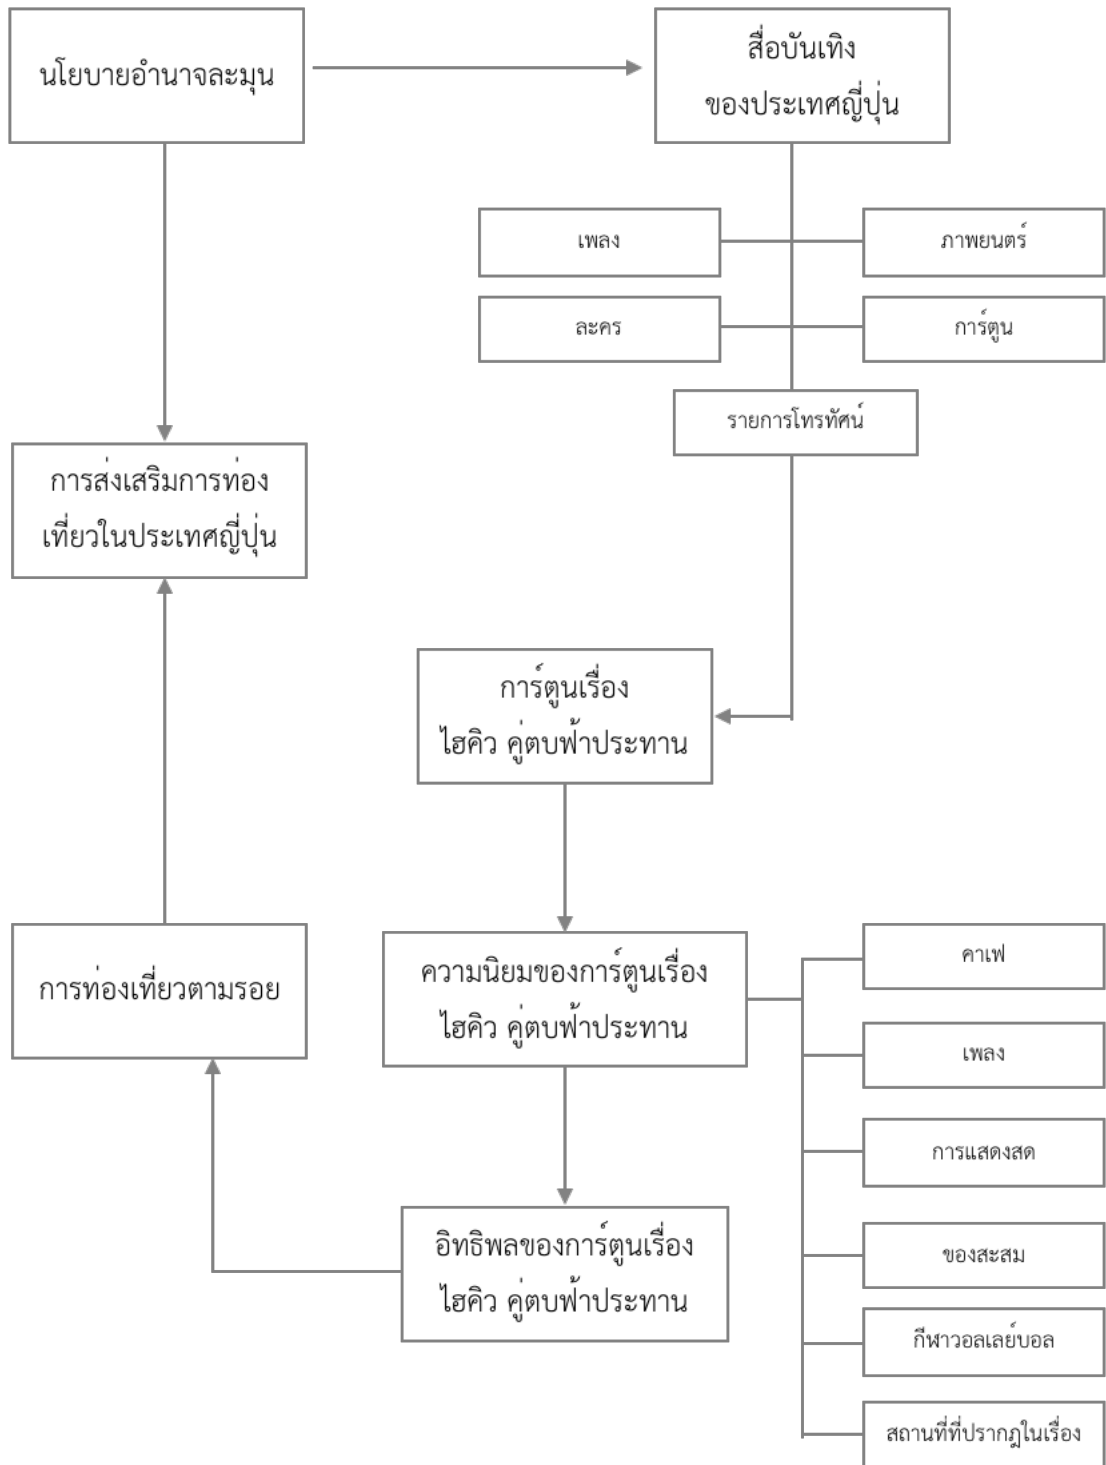 นโยบายอำนาจละมุน
สื่อบันเทิง
ของประเทศญี่ปุ่น
เพลง
ภาพยนตร์
ละคร
การ์ตูน
รายการโทรทัศน์
การส่งเสริมการท่อง
เที่ยวในประเทศญี่ปุ่น
การ์ตูนเรื่อง
ไฮคิว คู่ตบฟ้าประทาน
การท่องเที่ยวตามรอย
ความนิยมของการ์ตูนเรื่อง
ไฮคิว คู่ตบฟ้าประทาน
คาเฟ
เพลง
การแสดงสด
ของสะสม
กีฬาวอลเลย์บอล
สถานที่ที่ปรากฏในเรื่อง
อิทธิพลของการ์ตูนเรื่อง
ไฮคิว คู่ตบฟ้าประทาน